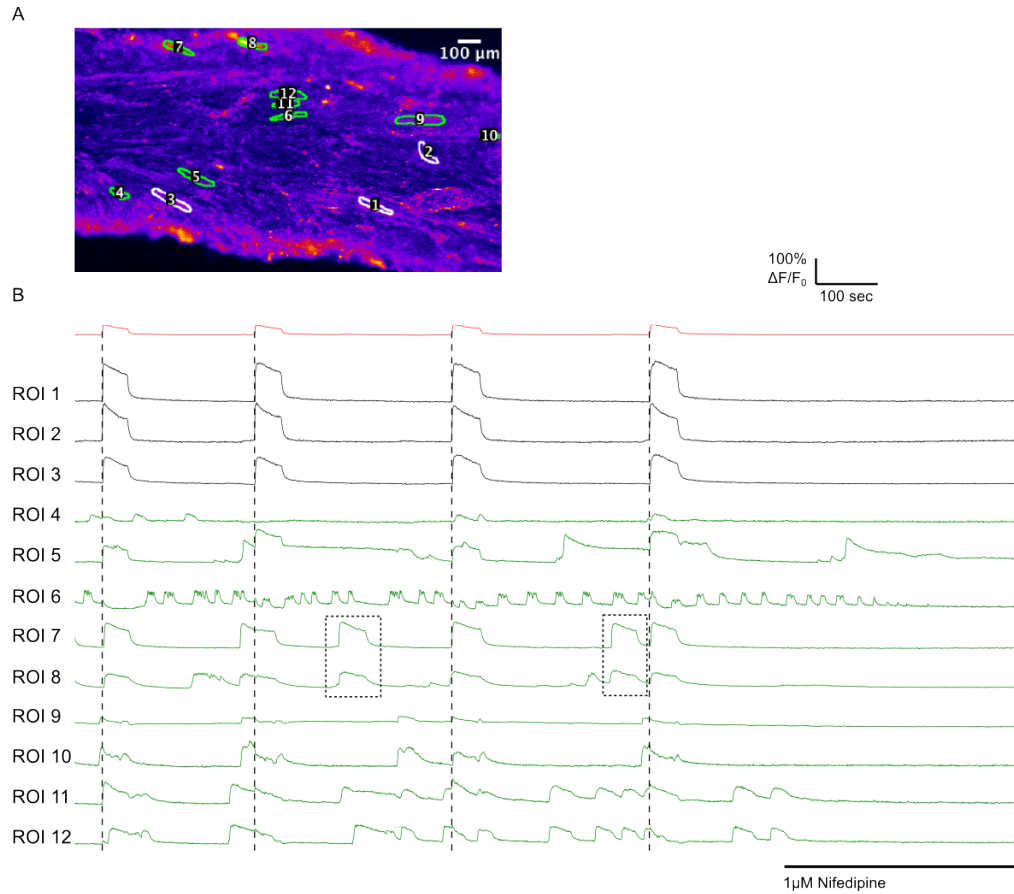 A
7
8
100 µm
12
11
6
9
10
2
5
4
3
1
100%
ΔF/F0
100 sec
B
ROI 1
ROI 2
ROI 3
ROI 4
ROI 5
ROI 6
ROI 7
ROI 8
ROI 9
ROI 10
ROI 11
ROI 12
1µM Nifedipine